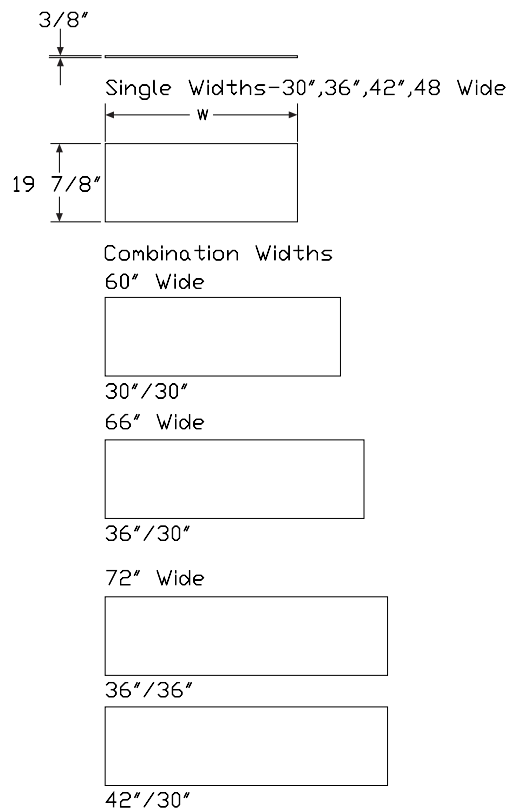 3/8"
Single Widths-30",36",42",48 Wide
W
19 7/8"
Combination Widths
60" Wide
30"/30"
66" Wide
36"/30"
72" Wide
36"/36"
42"/30"